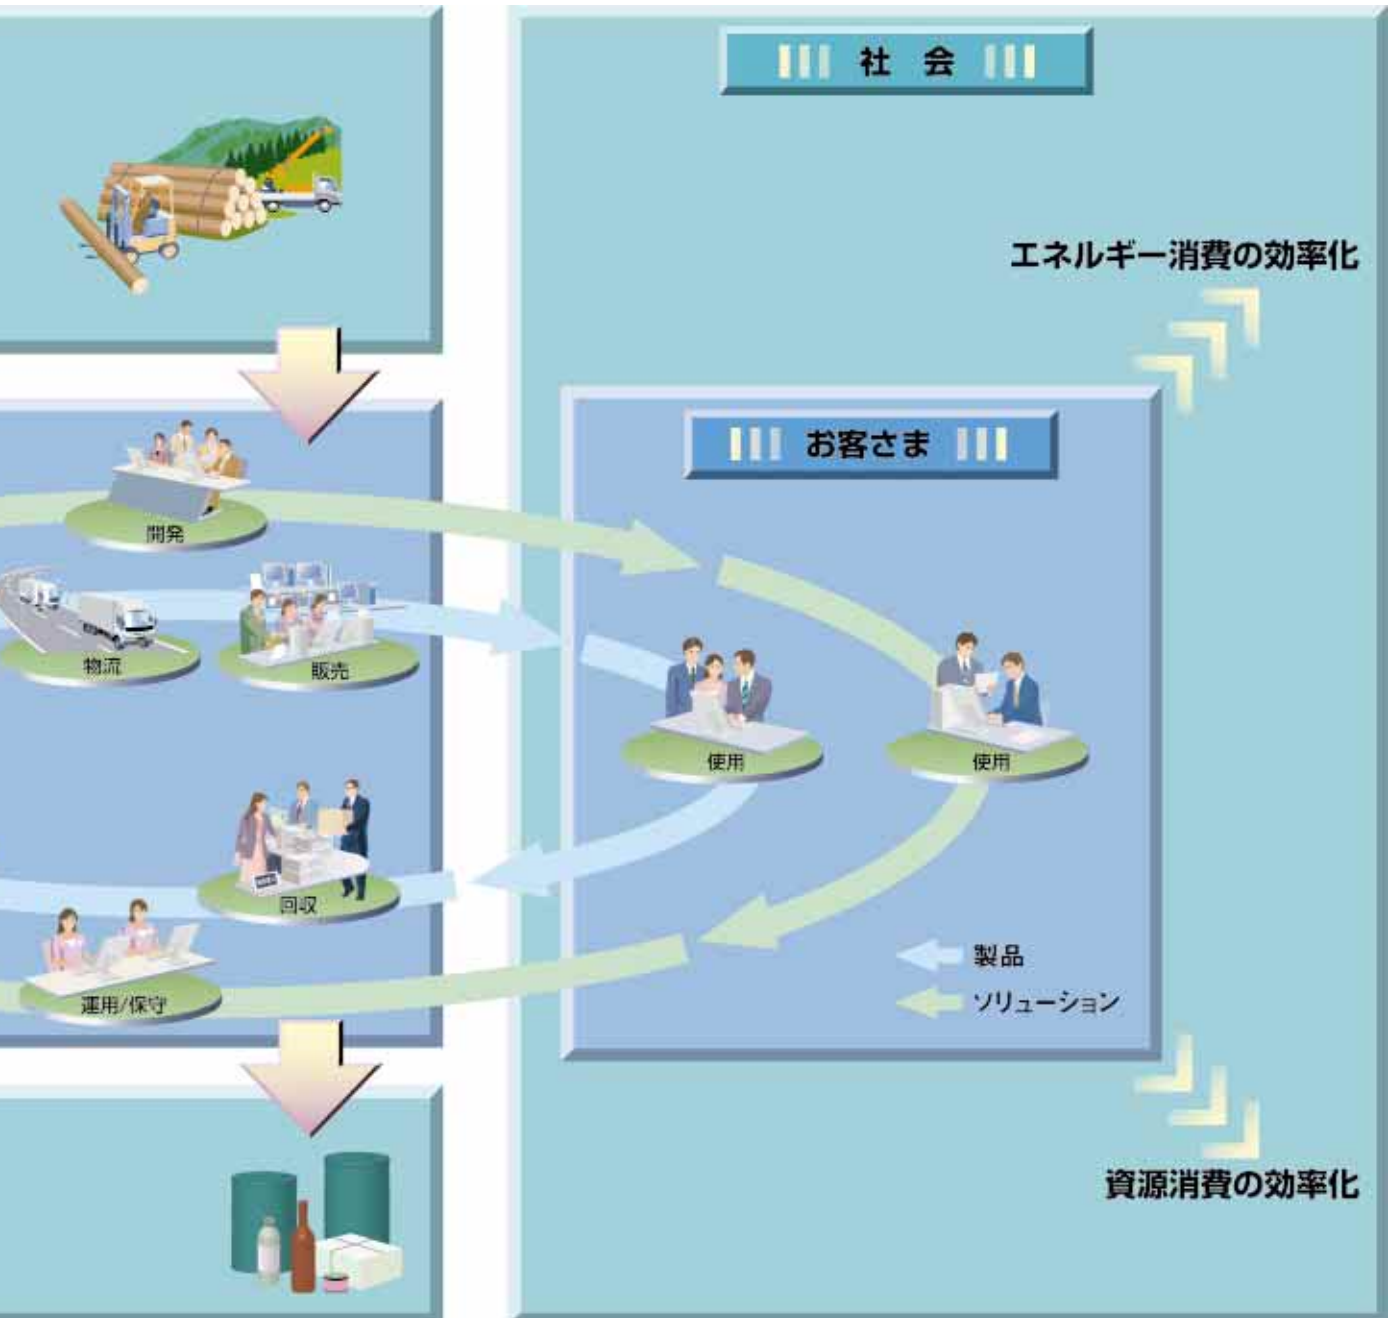 社 会
エネルギー消費の効率化
お客さま
開発
物流
販売
使用
使用
回収
運用/保守
製品
ソリューション
資源消費の効率化